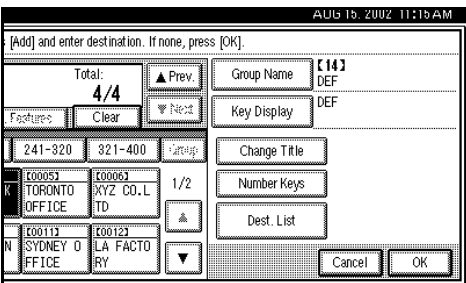 AUG 15. 2002 11:15AM
[Add] and enter destination. If none, press [OK].
Total: ▲ Prev. Group Name 【14】
4/4 DEF
Features Clear ▼ Next Key Display DEF
241-320 321-400 Group Change Title
【0005】 【0006】 1/2 Number Keys
K TORONTO XYZ CO.L
OFFICE TD ▲ Dest. List
【0011】 【0012】
N SYDNEY O LA FACTO ▼
FFICE RY Cancel OK